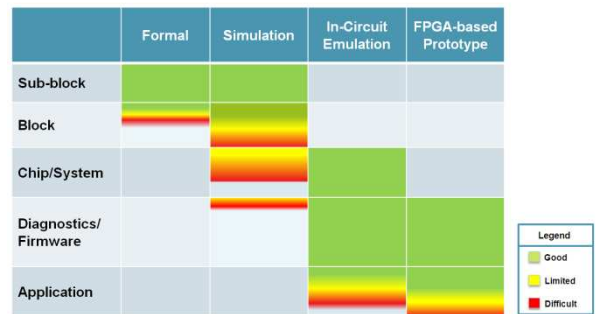 Formal Simulation In-Circuit FPGA-based
Emulation Prototype
Sub-block
Block
Chip/System
Diagnostics/
Firmware
Application
Legend
Good
Limited
Difficult